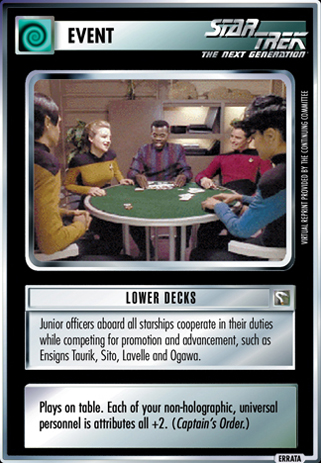 EVENT
STAR TREK
THE NEXT GENERATION
VIRTUAL REPRINT PROVIDED BY THE CONTINUING COMMITTEE
LOWER DECKS
Junior officers aboard all starships cooperate in their duties
while competing for promotion and advancement, such as
Ensigns Taurik, Sito, Lavelle and Ogawa.
Plays on table. Each of your non-holographic, universal
personnel is attributes all +2. (Captain's Order.)
ERRATA